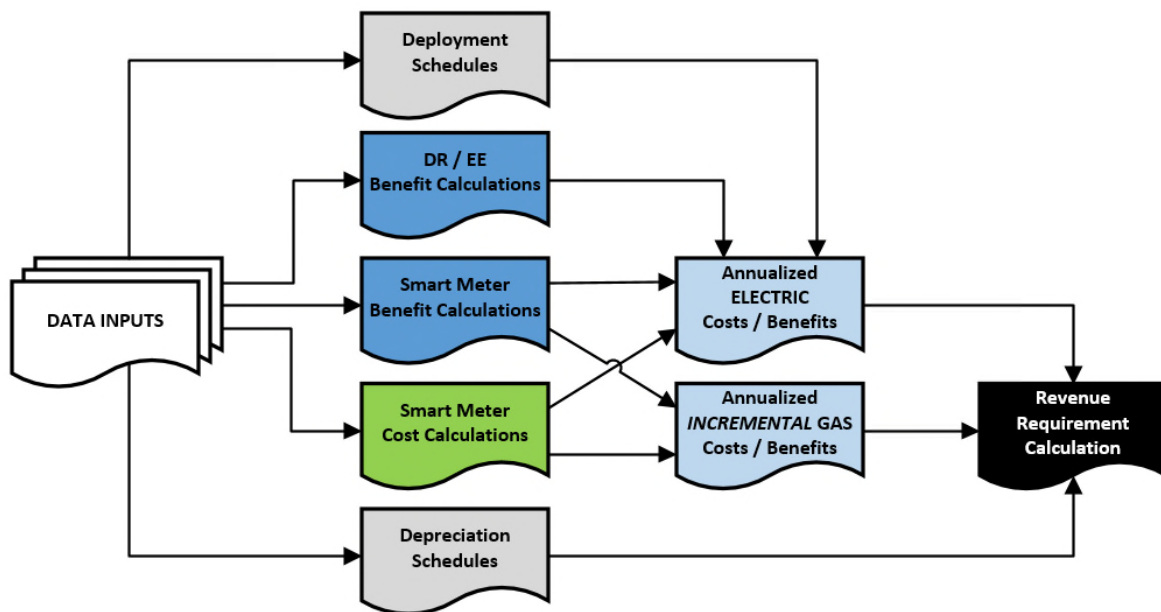 Deployment
Schedules
DR / EE
Benefit Calculations
DATA INPUTS
Smart Meter
Benefit Calculations
Annualized
ELECTRIC
Costs / Benefits
Smart Meter
Cost Calculations
Annualized
INCREMENTAL GAS
Costs / Benefits
Revenue
Requirement
Calculation
Depreciation
Schedules